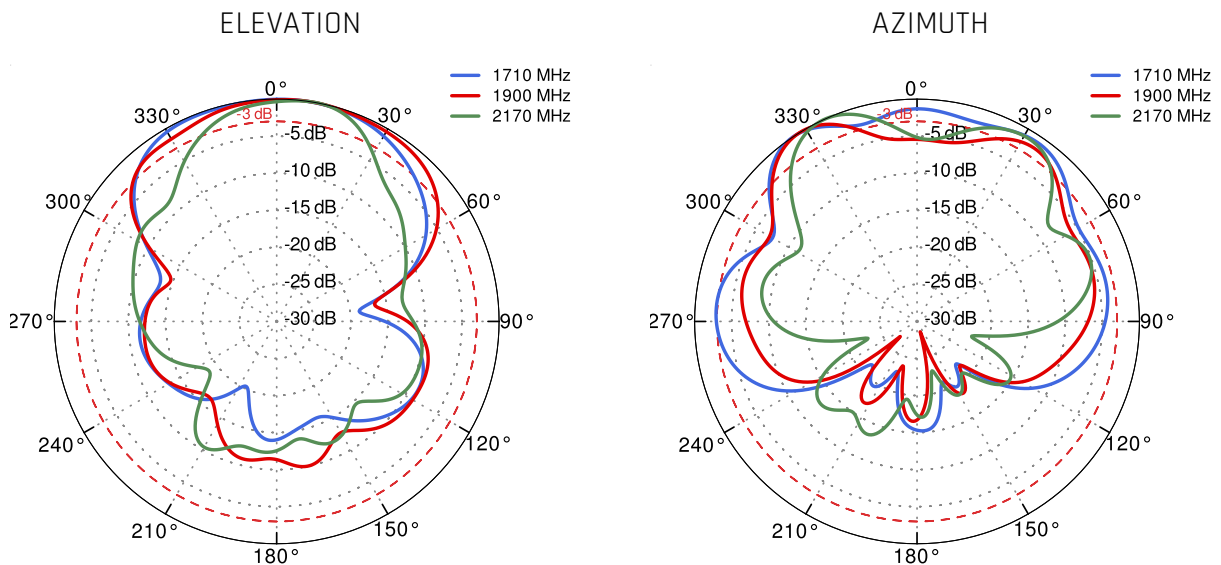 ELEVATION
1710 MHz
1900 MHz
2170 MHz
0°
330°
-3 dB
30°
-5 dB
-10 dB
300°
60°
-15 dB
-20 dB
-25 dB
270°
-30 dB
90°
240°
120°
210°
150°
180°
AZIMUTH
1710 MHz
1900 MHz
2170 MHz
0°
330°
-3 dB
30°
-5 dB
-10 dB
300°
60°
-15 dB
-20 dB
-25 dB
270°
-30 dB
90°
240°
120°
210°
150°
180°